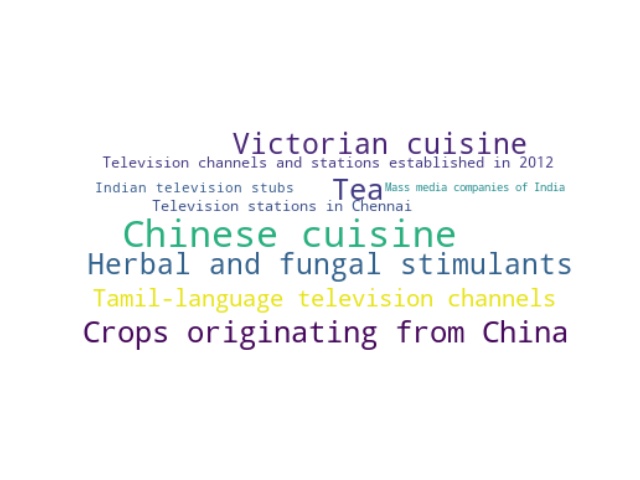 Victorian cuisine
Television channels and stations established in 2012
Indian television stubs
Tea
Mass media companies of India
Television stations in Chennai
Chinese cuisine
Herbal and fungal stimulants
Tamil-language television channels
Crops originating from China